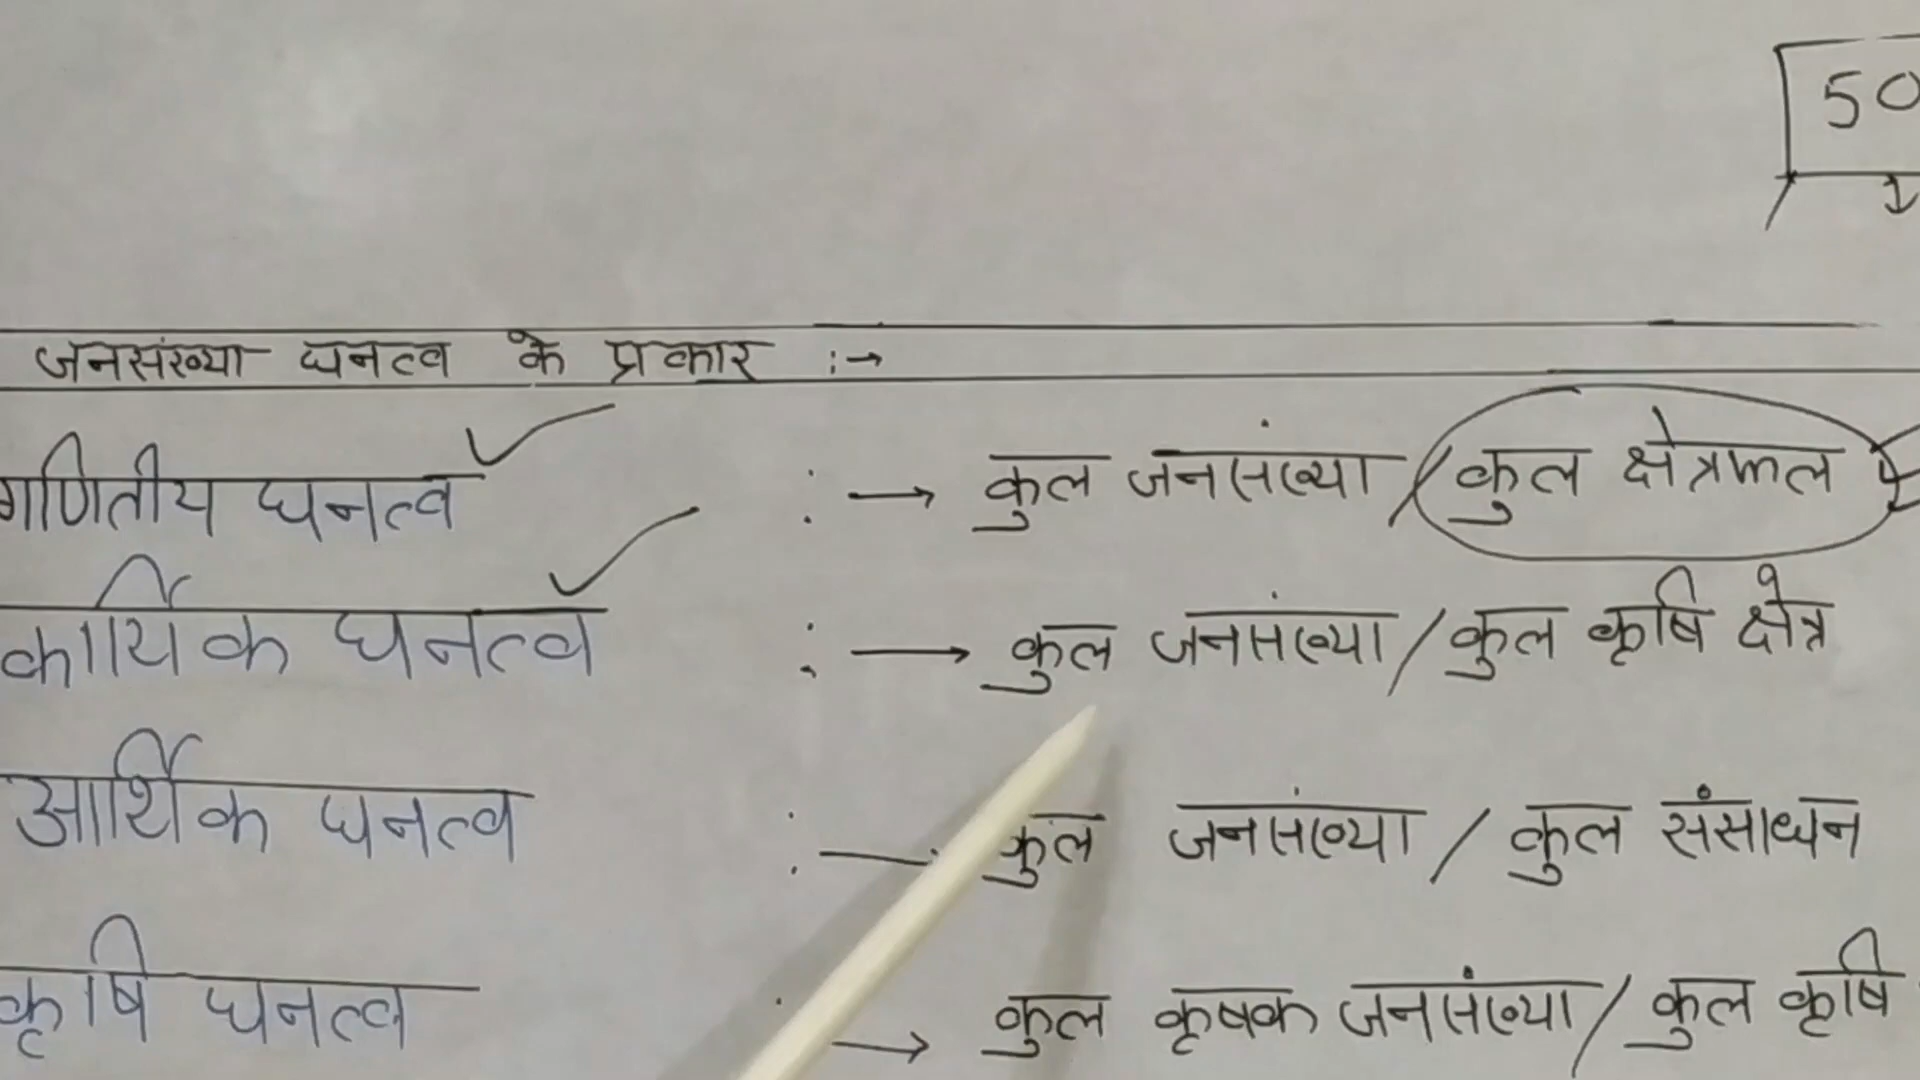 50
जनसंख्या घनत्व के प्रकार :→
गणितीय घनत्व :→ कुल जनसंख्या / कुल क्षेत्रफल
कार्यिक घनत्व :→ कुल जनसंख्या / कुल कृषि क्षेत्र
आर्थिक घनत्व :— कुल जनसंख्या / कुल संसाधन
कृषि घनत्व :→ कुल कृषक जनसंख्या / कुल कृषि